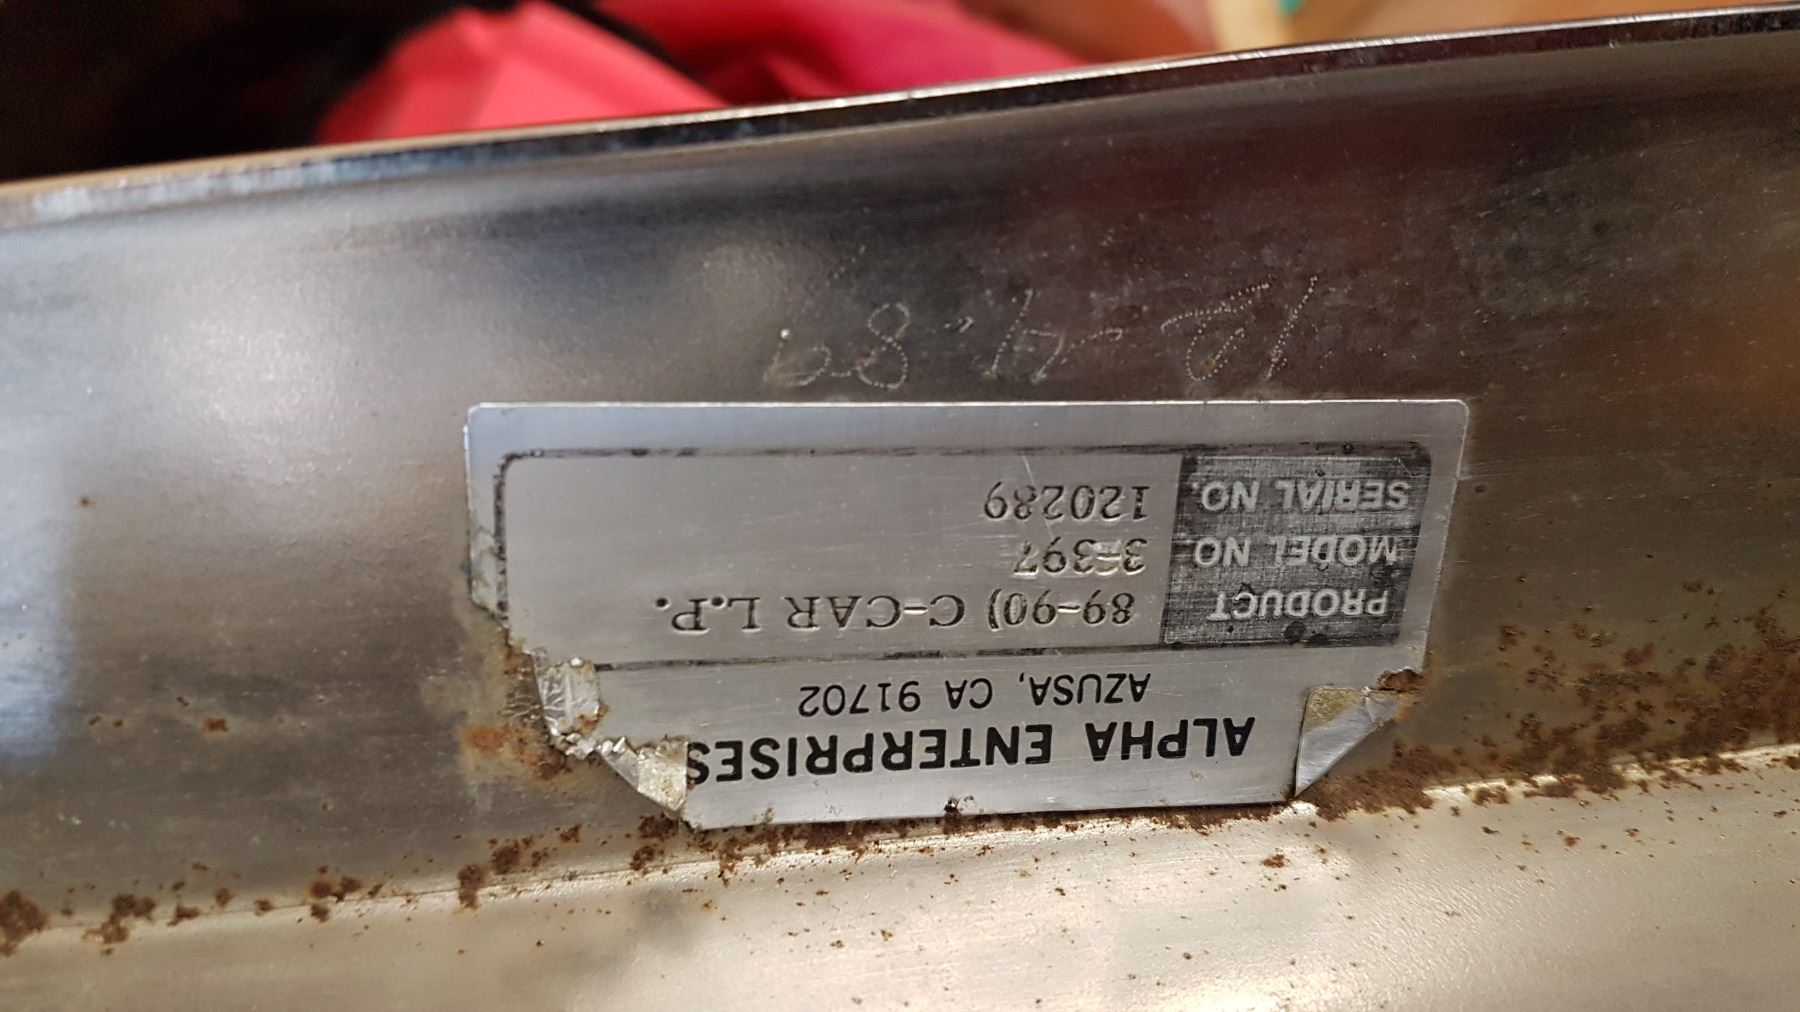 ALPHA ENTERPRISES
AZUSA, CA 91702
PRODUCT 89-90) C-CAR L.P.
MODEL NO 3-397
SERIAL NO. 120289
12-4-89